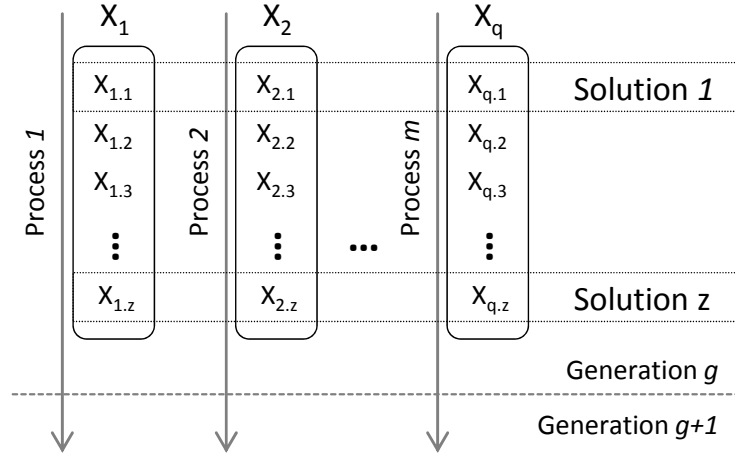 X1 X2 Xq
X1.1 X2.1 Xq.1 Solution 1
X1.2 X2.2 Xq.2
X1.3 X2.3 Xq.3
Process 1 Process 2 ... Process m
X1.z X2.z Xq.z Solution z
Generation g
Generation g+1